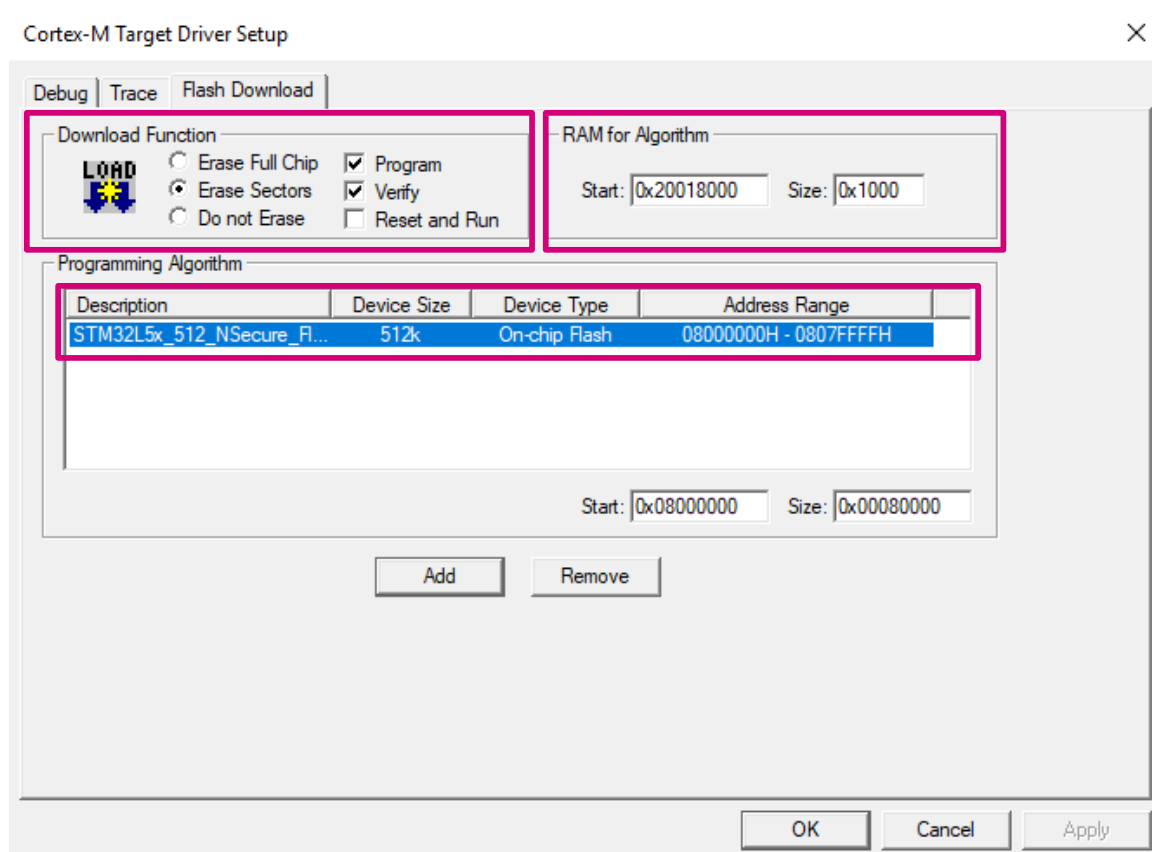 Cortex-M Target Driver Setup
Debug Trace Flash Download
Download Function
LOAD
Erase Full Chip
Erase Sectors
Do not Erase
Program
Verify
Reset and Run
RAM for Algorithm
Start: 0x20018000 Size: 0x1000
Programming Algorithm
Description Device Size Device Type Address Range
STM32L5x_512_NSecure_Fl... 512k On-chip Flash 08000000H - 0807FFFFH
Start: 0x08000000 Size: 0x00080000
Add Remove
OK Cancel Apply